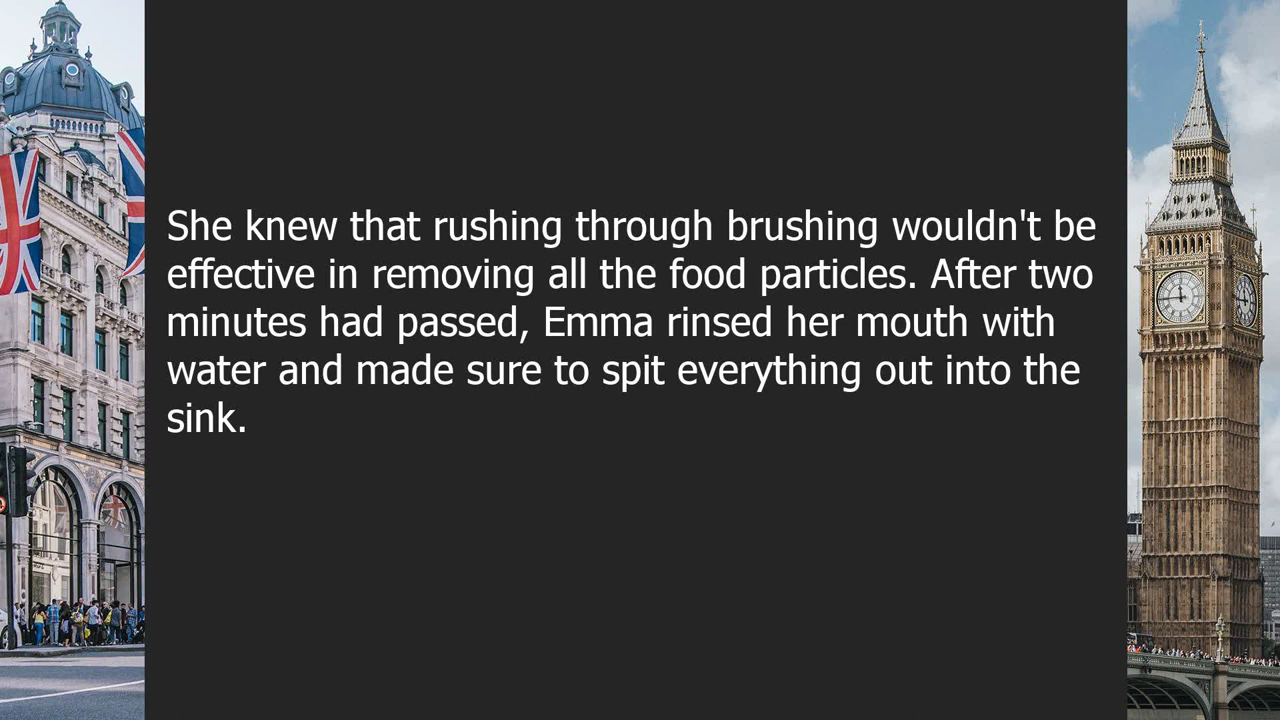 She knew that rushing through brushing wouldn't be
effective in removing all the food particles. After two
minutes had passed, Emma rinsed her mouth with
water and made sure to spit everything out into the
sink.